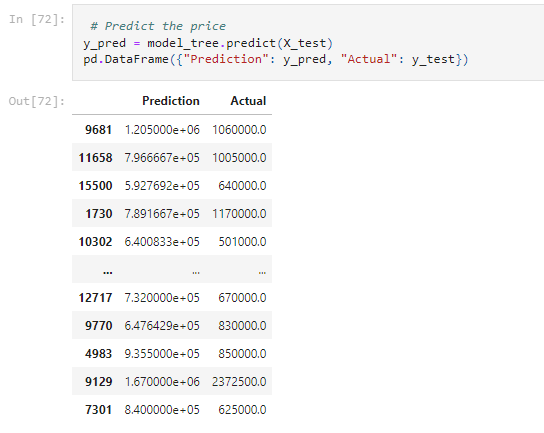 In [72]:
# Predict the price
y_pred = model_tree.predict(X_test)
pd.DataFrame({"Prediction": y_pred, "Actual": y_test})
Out[72]:
Prediction Actual
9681 1.205000e+06 1060000.0
11658 7.966667e+05 1005000.0
15500 5.927692e+05 640000.0
1730 7.891667e+05 1170000.0
10302 6.400833e+05 501000.0
... ... ...
12717 7.320000e+05 670000.0
9770 6.476429e+05 830000.0
4983 9.355000e+05 850000.0
9129 1.670000e+06 2372500.0
7301 8.400000e+05 625000.0